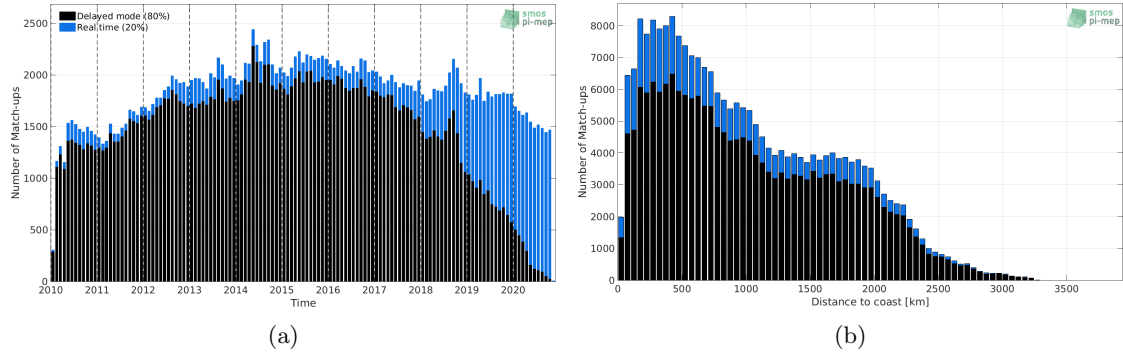 2500
2000
1500
1000
500
0
Number of Match-ups
Delayed mode (80%)
Real time (20%)
smos
pi-mep
2010 2011 2012 2013 2014 2015 2016 2017 2018 2019 2020
Time
(a)
8000
7000
6000
5000
4000
3000
2000
1000
0
Number of Match-ups
smos
pi-mep
0 500 1000 1500 2000 2500 3000 3500
Distance to coast [km]
(b)